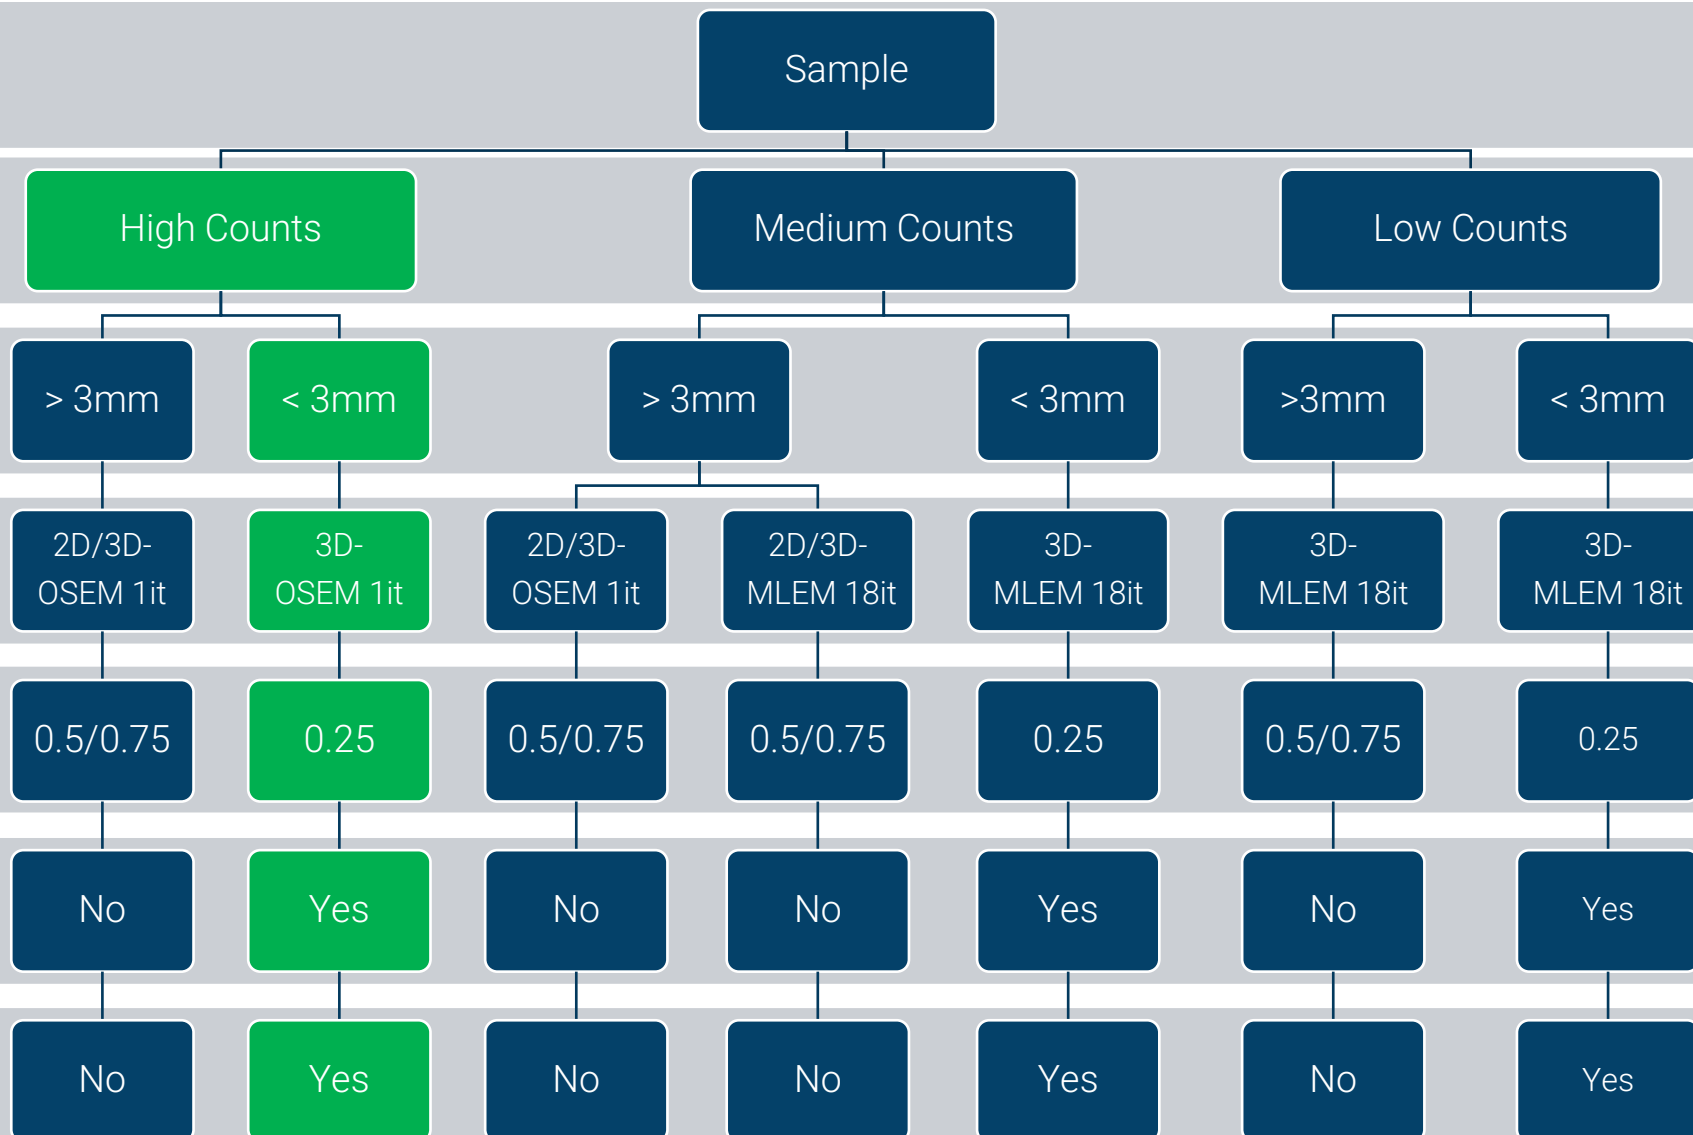 Sample
High Counts
Medium Counts
Low Counts
> 3mm
< 3mm
> 3mm
< 3mm
>3mm
< 3mm
2D/3D-
OSEM 1it
3D-
OSEM 1it
2D/3D-
OSEM 1it
2D/3D-
MLEM 18it
3D-
MLEM 18it
3D-
MLEM 18it
3D-
MLEM 18it
0.5/0.75
0.25
0.5/0.75
0.5/0.75
0.25
0.5/0.75
0.25
No
Yes
No
No
Yes
No
Yes
No
Yes
No
No
Yes
No
Yes